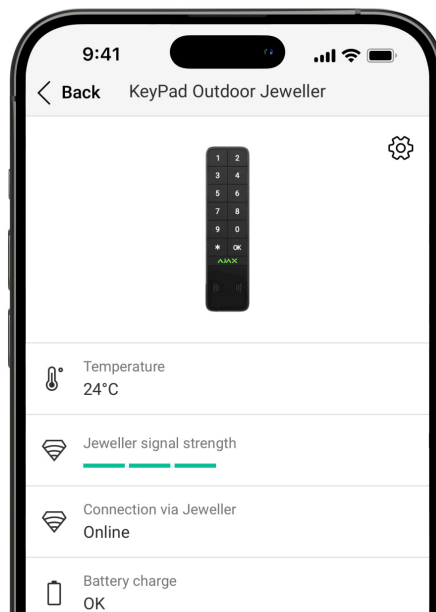 9:41
Back KeyPad Outdoor Jeweller
1 2
3 4
5 6
7 8
9 0
* OK
AJAX
Temperature
24°C
Jeweller signal strength
Connection via Jeweller
Online
Battery charge
OK